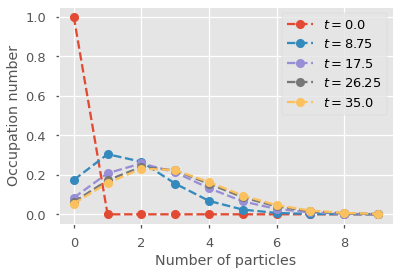 1.0
0.8
0.6
0.4
0.2
0.0
Occupation number
t = 0.0
t = 8.75
t = 17.5
t = 26.25
t = 35.0
0 2 4 6 8
Number of particles